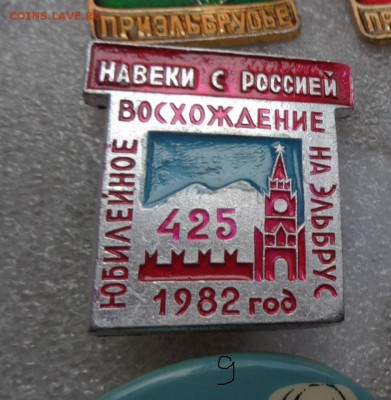 COINS.LAVE.RU
ПРИЭЛЬБРУСЬЕ
НАВЕКИ С РОССИЕЙ
ЮБИЛЕЙНОЕ
ВОСХОЖДЕНИЕ
НА ЭЛЬБРУС
425
1982 год
9